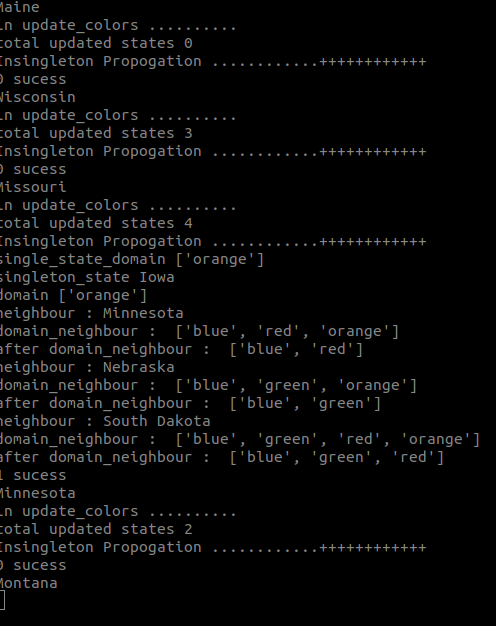 Maine
in update_colors ..........
total updated states 0
Insingleton Propogation ............++++++++++++
0 sucess
Wisconsin
in update_colors ..........
total updated states 3
Insingleton Propogation ............++++++++++++
0 sucess
Missouri
in update_colors ..........
total updated states 4
Insingleton Propogation ............++++++++++++
single_state_domain ['orange']
singleton_state Iowa
domain ['orange']
neighbour : Minnesota
domain_neighbour :  ['blue', 'red', 'orange']
after domain_neighbour :  ['blue', 'red']
neighbour : Nebraska
domain_neighbour :  ['blue', 'green', 'orange']
after domain_neighbour :  ['blue', 'green']
neighbour : South Dakota
domain_neighbour :  ['blue', 'green', 'red', 'orange']
after domain_neighbour :  ['blue', 'green', 'red']
1 sucess
Minnesota
in update_colors ..........
total updated states 2
Insingleton Propogation ............++++++++++++
0 sucess
Montana